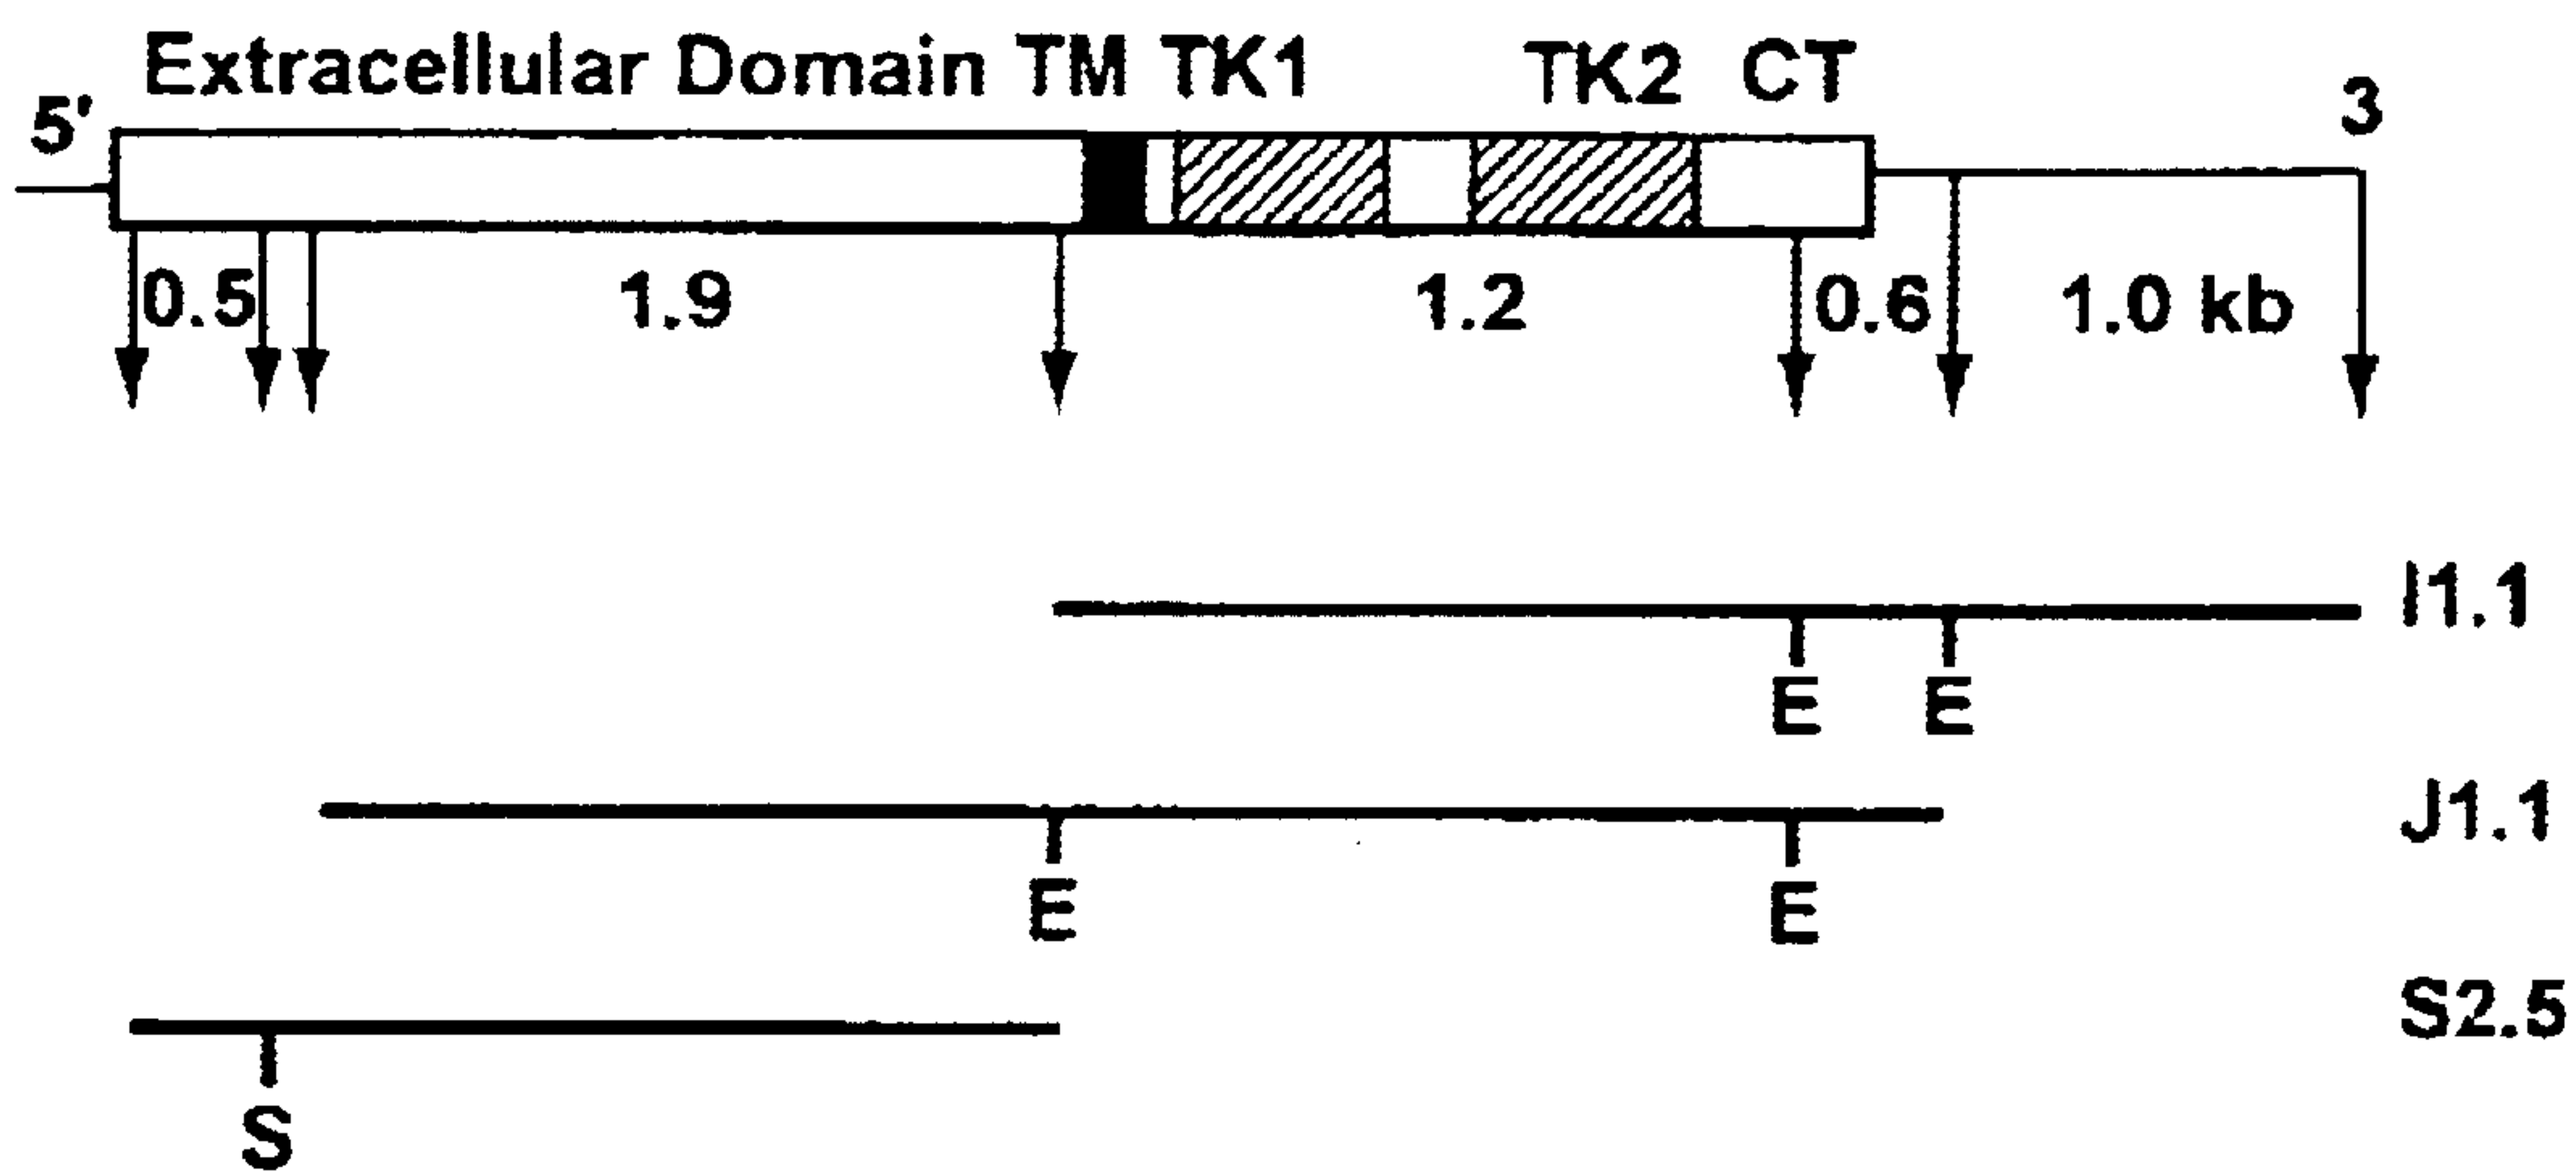 Extracellular Domain TM TK1 TK2 CT
5' 3
0.5 1.9 1.2 0.6 1.0 kb
I1.1
E E
J1.1
E E
S2.5
S